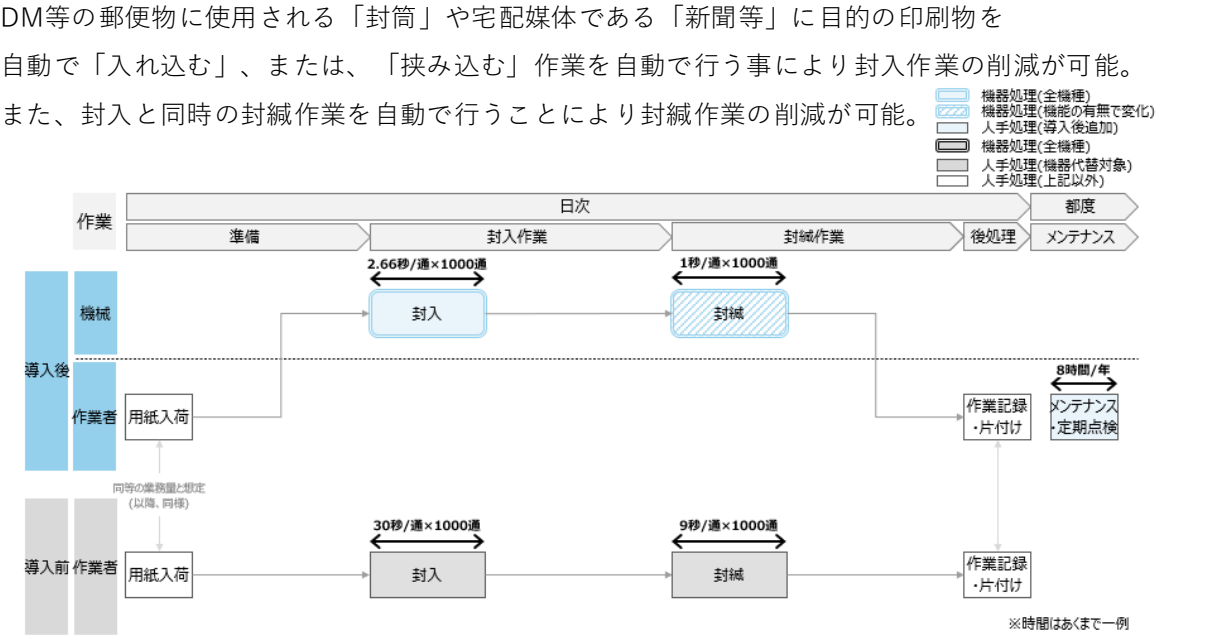 DM等の郵便物に使用される「封筒」や宅配媒体である「新聞等」に目的の印刷物を
自動で「入れ込む」、または、「挟み込む」作業を自動で行う事により封入作業の削減が可能。
また、封入と同時の封緘作業を自動で行うことにより封緘作業の削減が可能。
機器処理(全機種)
機器処理(機能の有無で変化)
人手処理(導入後追加)
機器処理(全機種)
人手処理(機器代替対象)
人手処理(上記以外)
作業
日次
都度
準備
封入作業
封緘作業
後処理
メンテナンス
2.66秒/通×1000通
1秒/通×1000通
機械
封入
封緘
導入後
8時間/年
作業者
用紙入荷
作業記録
・片付け
メンテナンス
・定期点検
同等の業務量と想定
(以降、同様)
30秒/通×1000通
9秒/通×1000通
導入前
作業者
用紙入荷
封入
封緘
作業記録
・片付け
※時間はあくまで一例